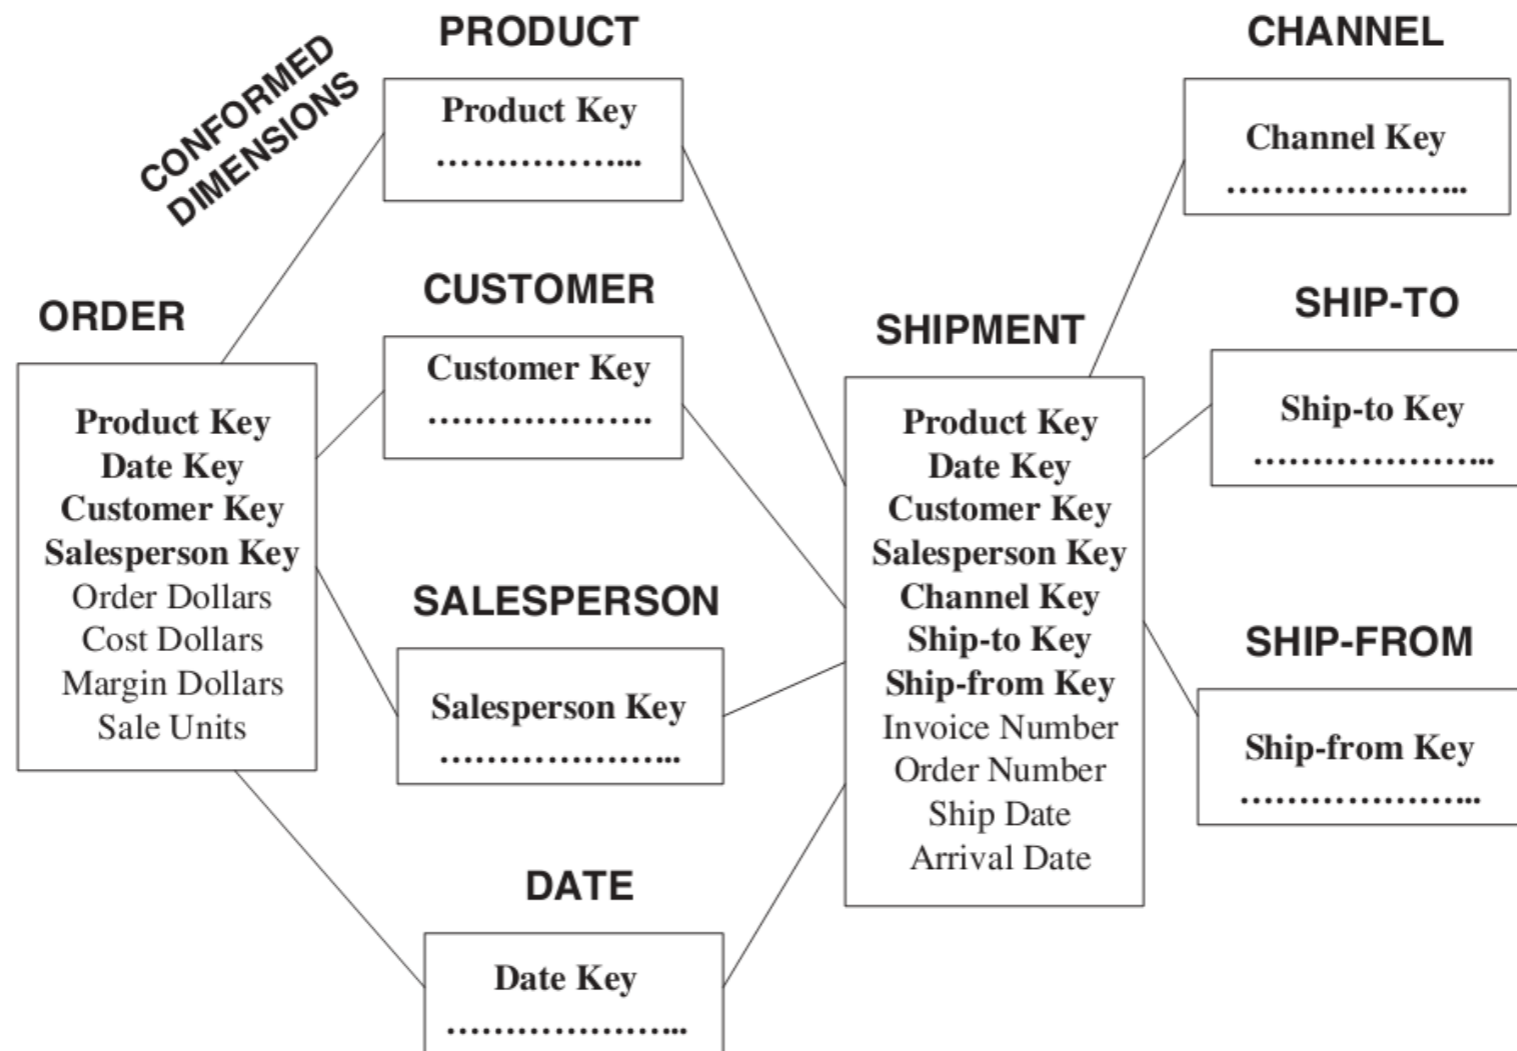 CONFORMED
DIMENSIONS
PRODUCT
Product Key
………………...
CUSTOMER
Customer Key
………………….
SALESPERSON
Salesperson Key
…………………...
DATE
Date Key
…………………...
ORDER
Product Key
Date Key
Customer Key
Salesperson Key
Order Dollars
Cost Dollars
Margin Dollars
Sale Units
SHIPMENT
Product Key
Date Key
Customer Key
Salesperson Key
Channel Key
Ship-to Key
Ship-from Key
Invoice Number
Order Number
Ship Date
Arrival Date
CHANNEL
Channel Key
…………………...
SHIP-TO
Ship-to Key
…………………...
SHIP-FROM
Ship-from Key
…………………...